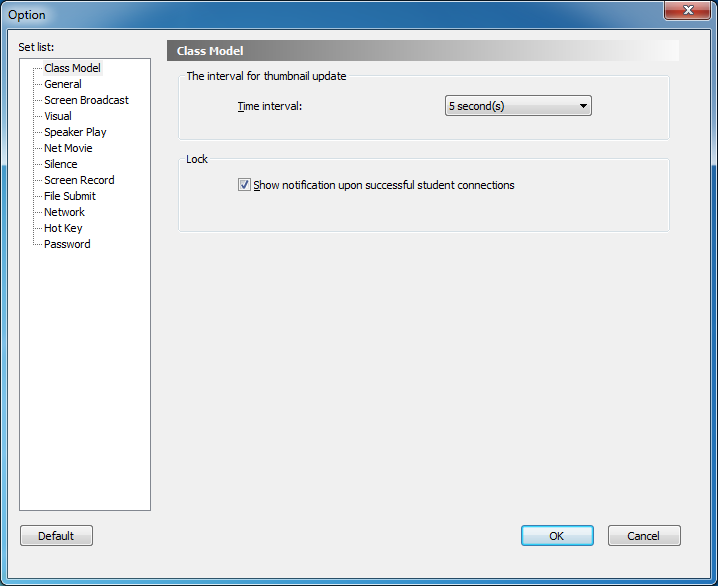 Option
Set list:
Class Model
General
Screen Broadcast
Visual
Speaker Play
Net Movie
Silence
Screen Record
File Submit
Network
Hot Key
Password
Class Model
The interval for thumbnail update
Time interval: 5 second(s)
Lock
Show notification upon successful student connections
Default OK Cancel